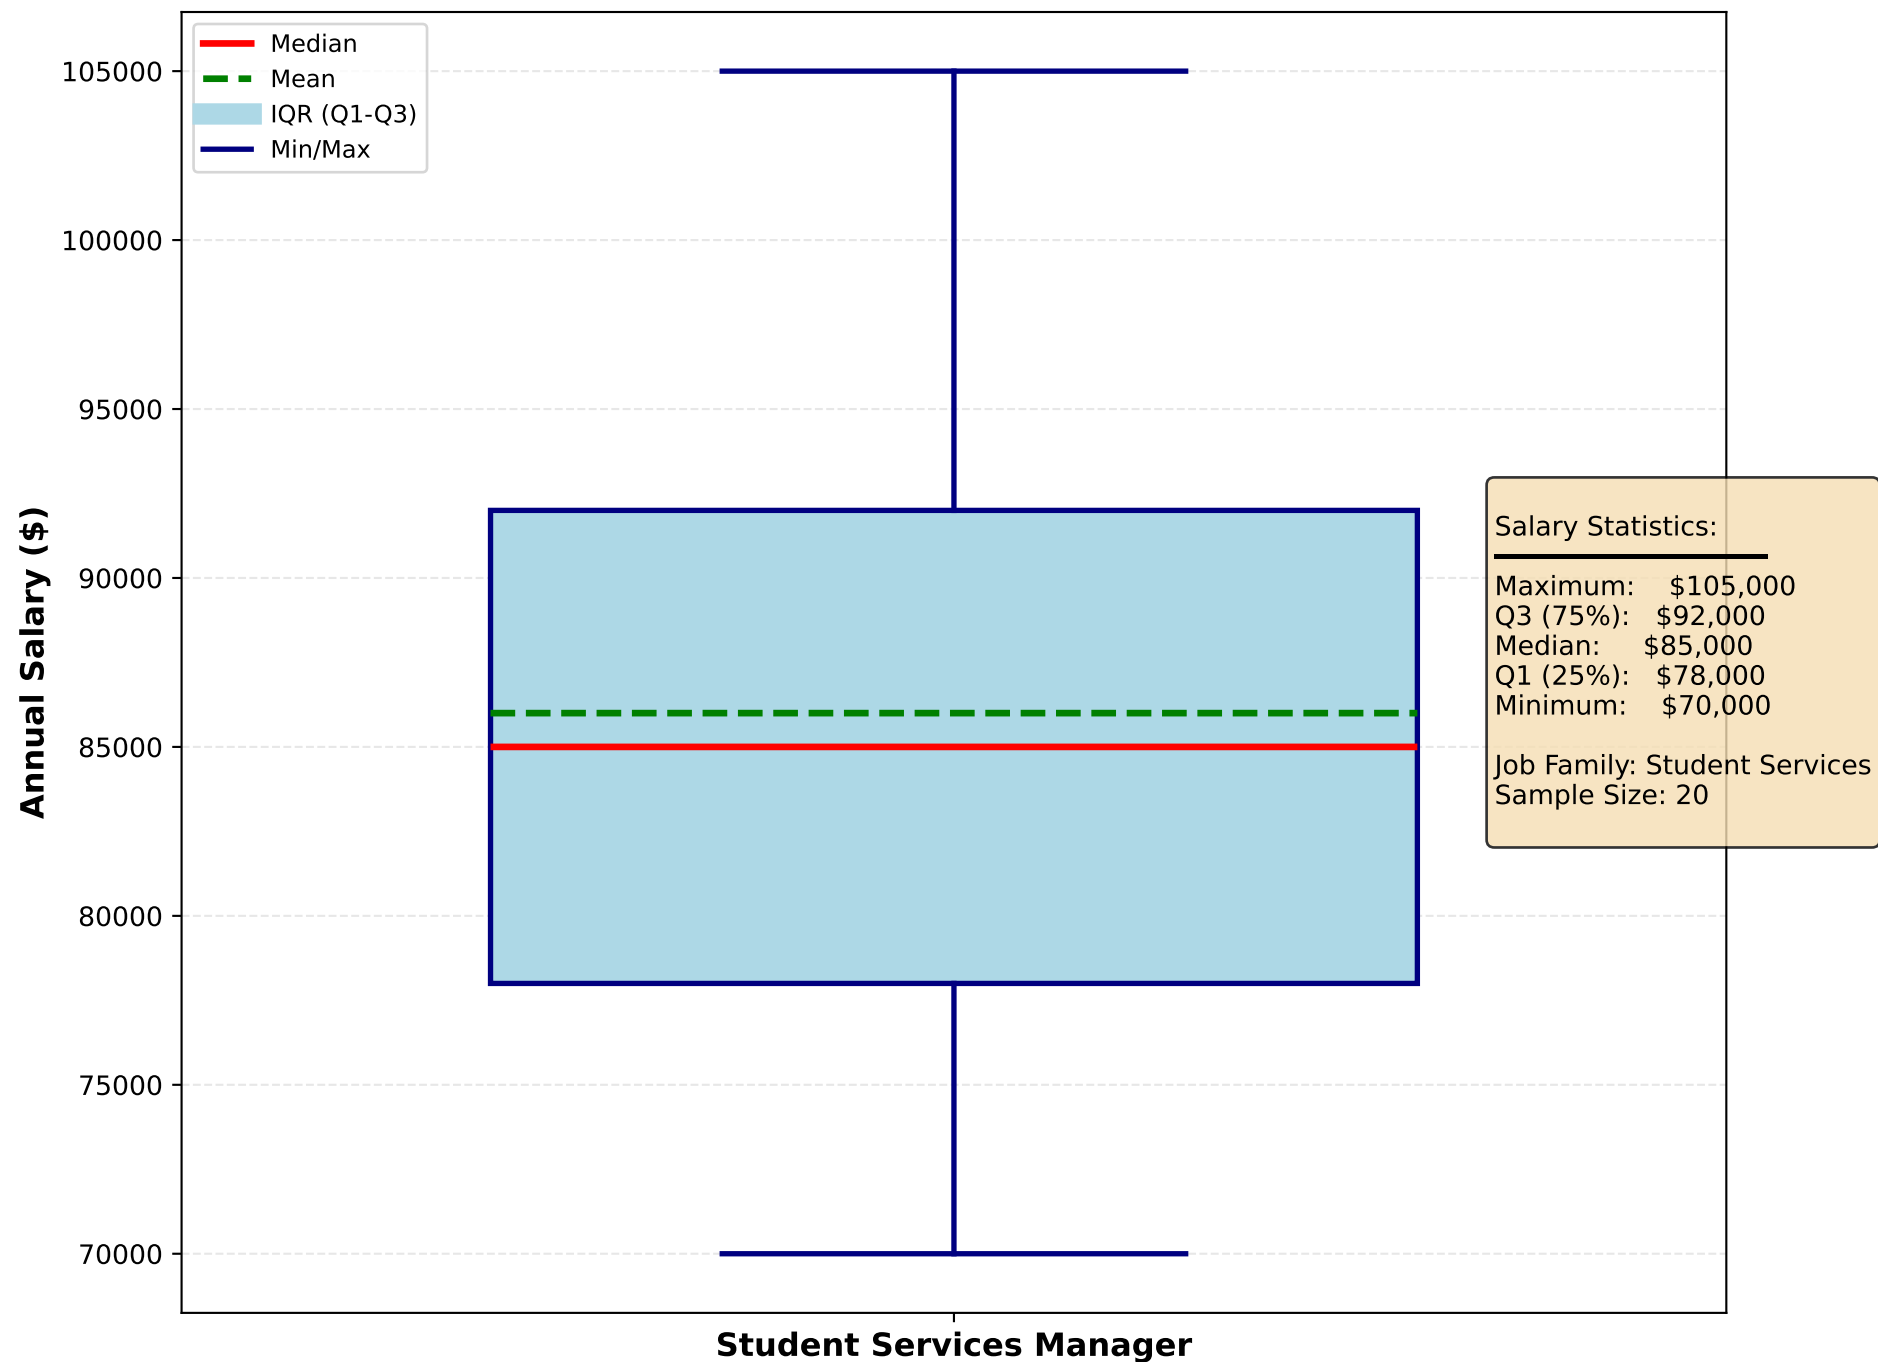 Median
Mean
IQR (Q1-Q3)
Min/Max
105000
100000
95000
90000
85000
80000
75000
70000
Annual Salary ($)
Student Services Manager
Salary Statistics:
Maximum: $105,000
Q3 (75%): $92,000
Median: $85,000
Q1 (25%): $78,000
Minimum: $70,000
Job Family: Student Services
Sample Size: 20